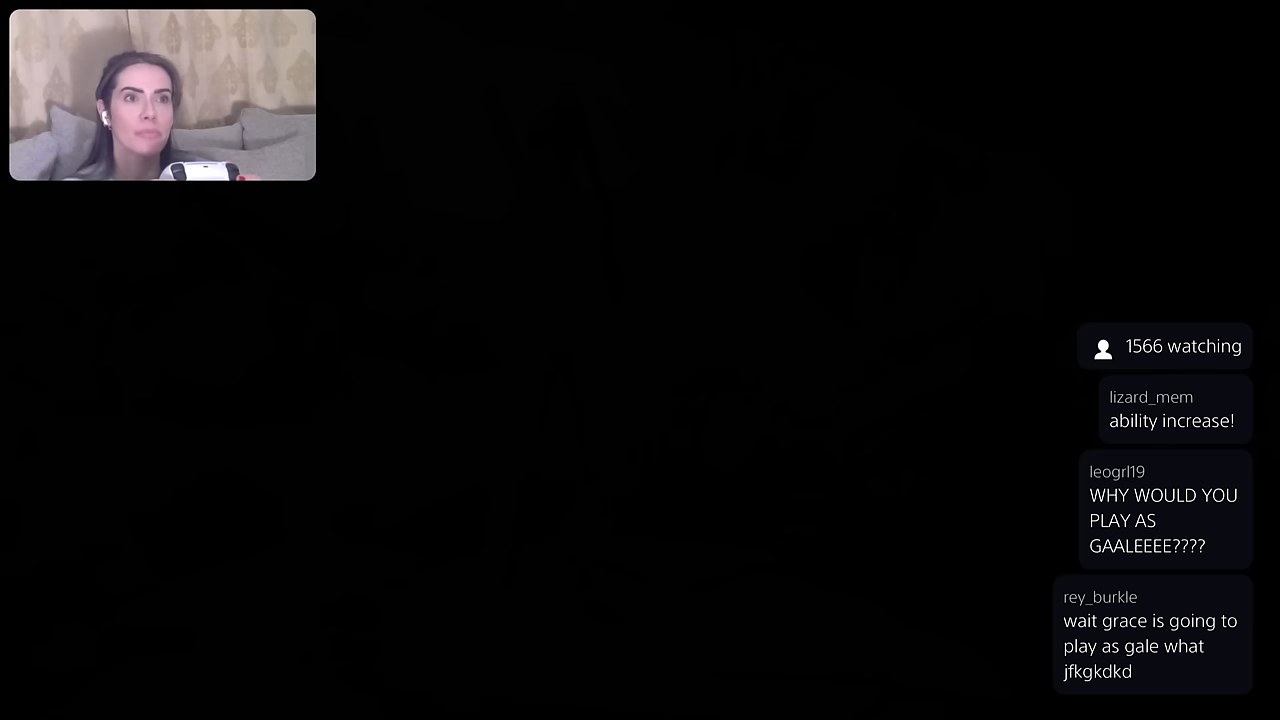 1566 watching
lizard_mem
ability increase!
leogrl19
WHY WOULD YOU
PLAY AS
GAALEEEE????
rey_burkle
wait grace is going to
play as gale what
jfkgkdkd